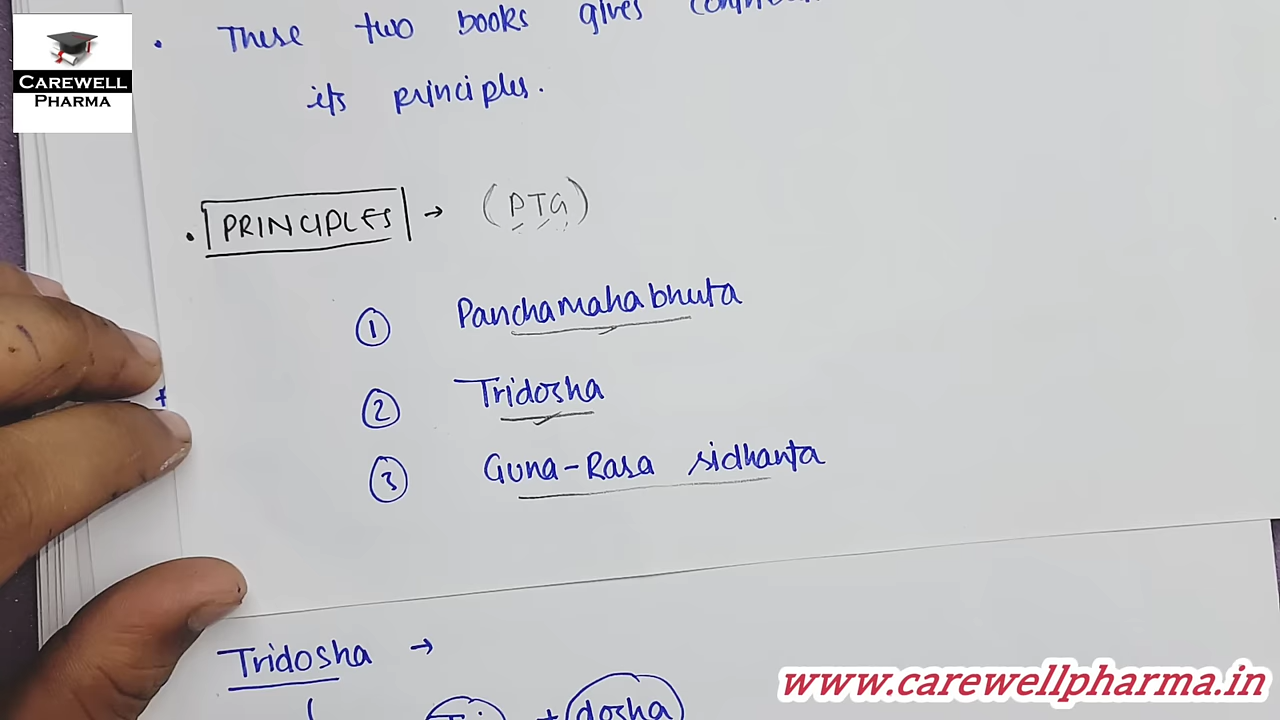 CAREWELL
PHARMA
• These two books gives
its principles.
• PRINCIPLES → (PTG)
① Panchamahabhuta
② Tridosha
③ Guna-Rasa sidhanta
Tridosha →
+ dosha
www.carewellpharma.in